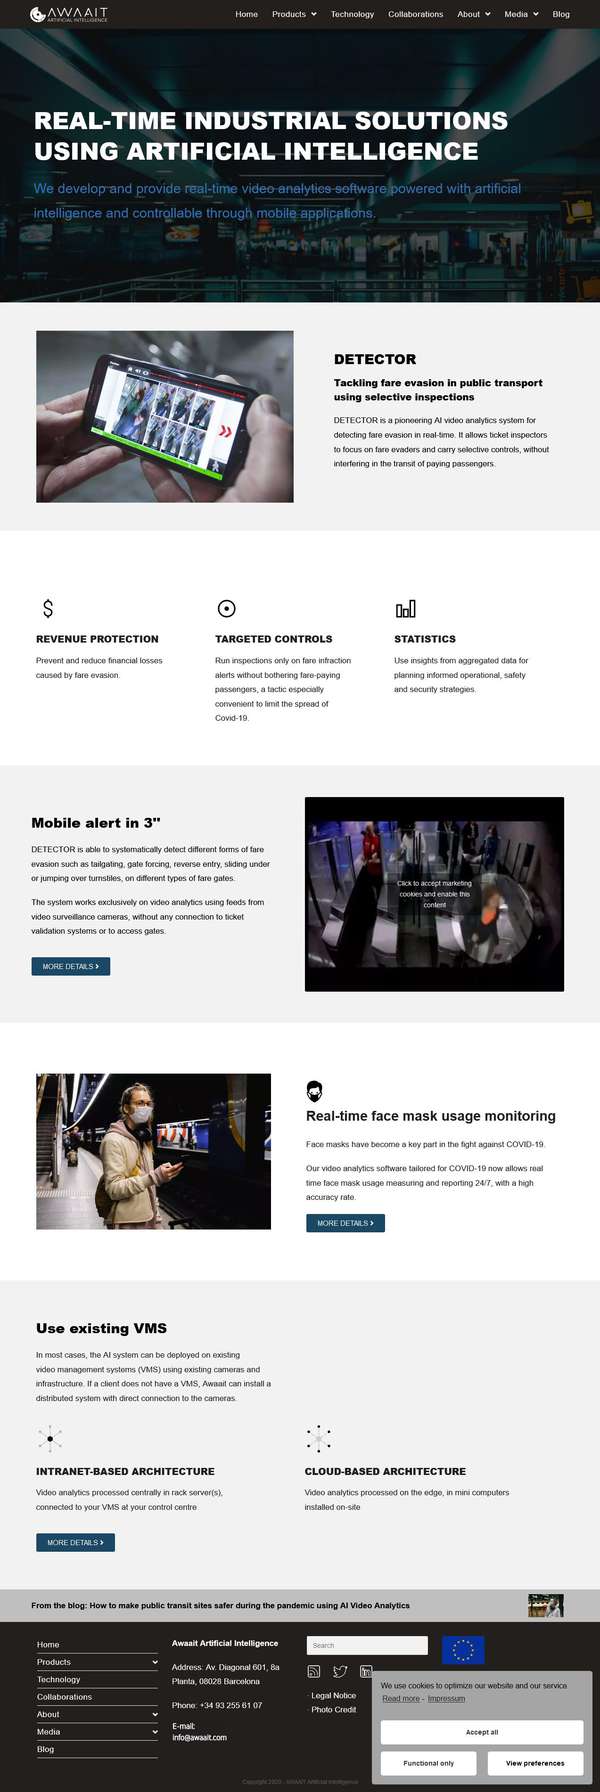 AWAAIT
ARTIFICIAL INTELLIGENCE
Home
Products
Technology
Collaborations
About
Media
Blog
REAL-TIME INDUSTRIAL SOLUTIONS
USING ARTIFICIAL INTELLIGENCE
We develop and provide real-time video analytics software powered with artificial
intelligence and controllable through mobile applications.
DETECTOR
Tackling fare evasion in public transport
using selective inspections
DETECTOR is a pioneering AI video analytics system for
detecting fare evasion in real-time. It allows ticket inspectors
to focus on fare evaders and carry selective controls, without
interfering in the transit of paying passengers.
REVENUE PROTECTION
Prevent and reduce financial losses
caused by fare evasion.
TARGETED CONTROLS
Run inspections only on fare infraction
alerts without bothering fare-paying
passengers, a tactic especially
convenient to limit the spread of
Covid-19.
STATISTICS
Use insights from aggregated data for
planning informed operational, safety
and security strategies.
Mobile alert in 3"
DETECTOR is able to systematically detect different forms of fare
evasion such as tailgating, gate forcing, reverse entry, sliding under
or jumping over turnstiles, on different types of fare gates.
The system works exclusively on video analytics using feeds from
video surveillance cameras, without any connection to ticket
validation systems or to access gates.
MORE DETAILS
Click to accept marketing
cookies and enable this
content
Real-time face mask usage monitoring
Face masks have become a key part in the fight against COVID-19.
Our video analytics software tailored for COVID-19 now allows real
time face mask usage measuring and reporting 24/7, with a high
accuracy rate.
MORE DETAILS
Use existing VMS
In most cases, the AI system can be deployed on existing
video management systems (VMS) using existing cameras and
infrastructure. If a client does not have a VMS, Awaait can install a
distributed system with direct connection to the cameras.
INTRANET-BASED ARCHITECTURE
Video analytics processed centrally in rack server(s),
connected to your VMS at your control centre
CLOUD-BASED ARCHITECTURE
Video analytics processed on the edge, in mini computers
installed on-site
MORE DETAILS
From the blog: How to make public transit sites safer during the pandemic using AI Video Analytics
Home
Products
Technology
Collaborations
About
Media
Blog
Awaait Artificial Intelligence
Address: Av. Diagonal 601, 8a
Planta, 08028 Barcelona
Phone: +34 93 255 61 07
E-mail:
info@awaait.com
Search
· Legal Notice
· Photo Credit
We use cookies to optimize our website and our service.
Read more - Impressum
Accept all
Functional only
View preferences
Copyright 2020 - AWAAIT Artificial Intelligence